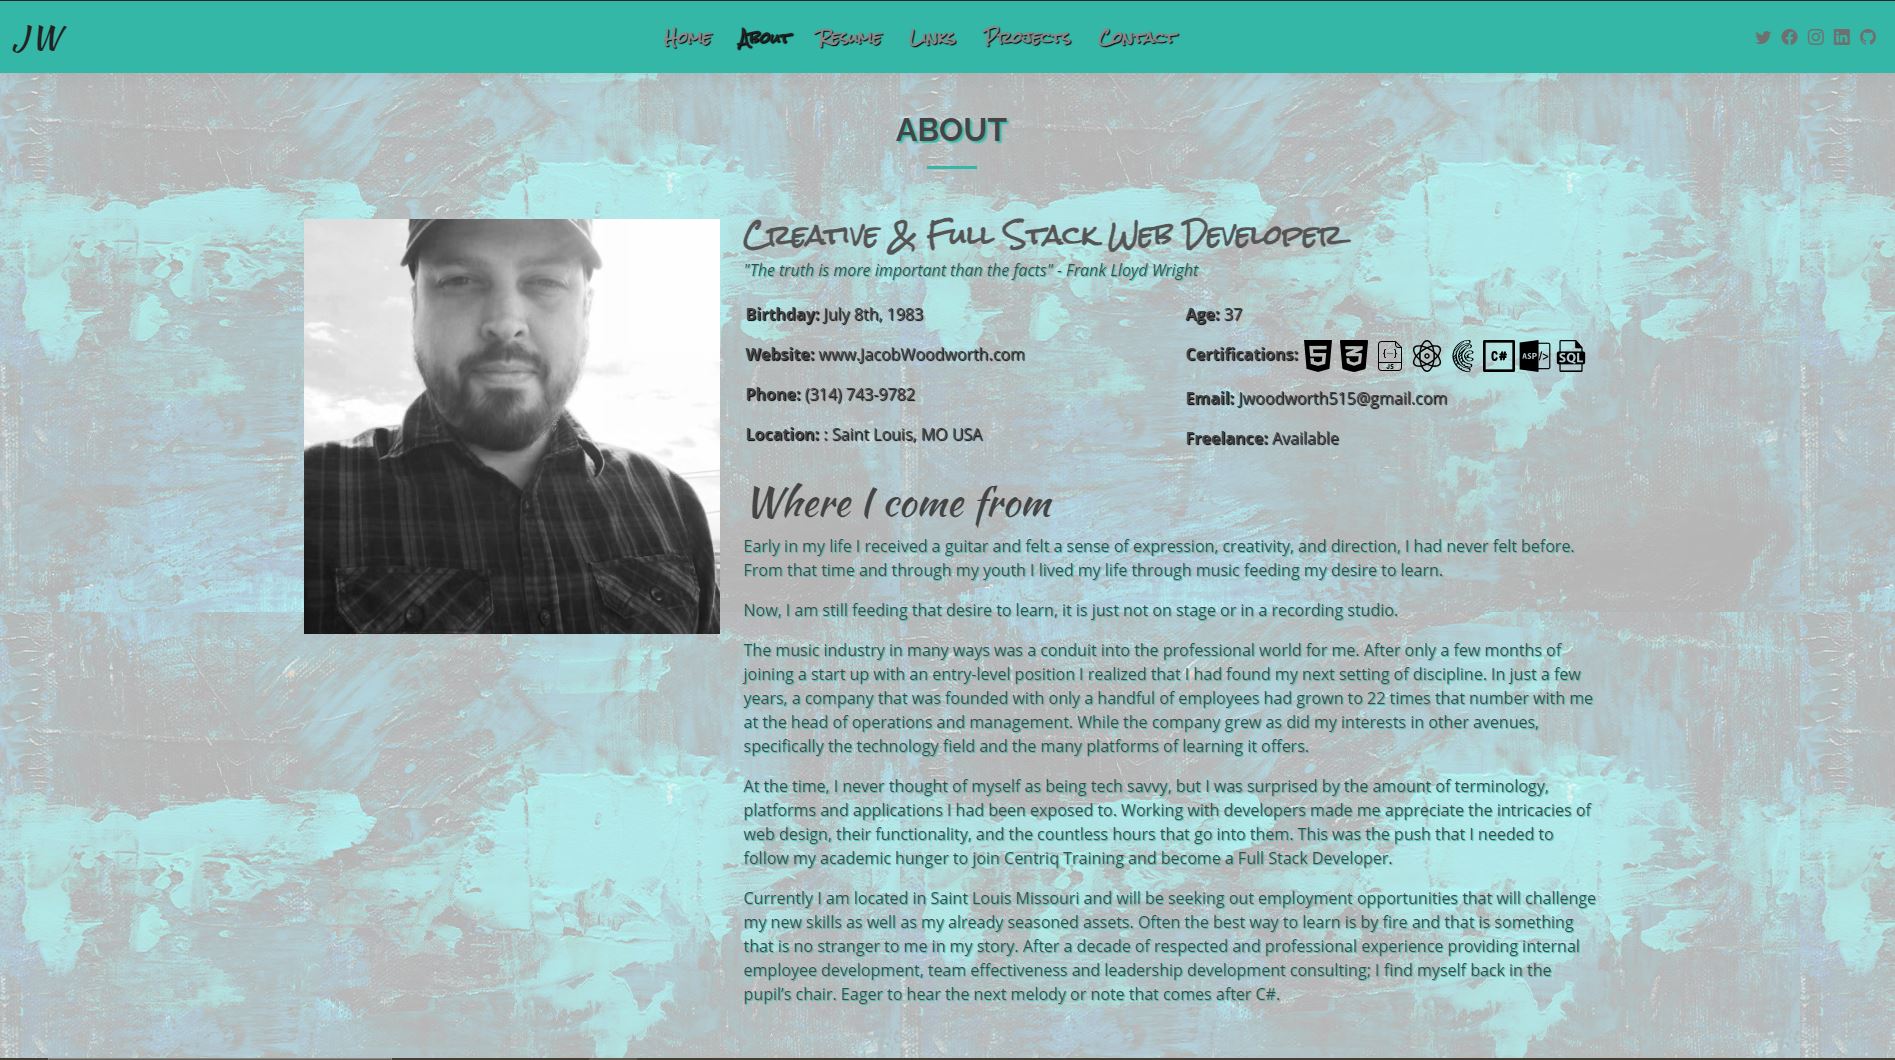 JW
Home About Resume Links Projects Contact
ABOUT
Creative & Full Stack Web Developer
"The truth is more important than the facts" - Frank Lloyd Wright
Birthday: July 8th, 1983
Age: 37
Website: www.JacobWoodworth.com
Certifications: 5 3 {···} JS C# ASP/> SQL
Phone: (314) 743-9782
Email: Jwoodworth515@gmail.com
Location: : Saint Louis, MO USA
Freelance: Available
Where I come from
Early in my life I received a guitar and felt a sense of expression, creativity, and direction, I had never felt before.
From that time and through my youth I lived my life through music feeding my desire to learn.
Now, I am still feeding that desire to learn, it is just not on stage or in a recording studio.
The music industry in many ways was a conduit into the professional world for me. After only a few months of
joining a start up with an entry-level position I realized that I had found my next setting of discipline. In just a few
years, a company that was founded with only a handful of employees had grown to 22 times that number with me
at the head of operations and management. While the company grew as did my interests in other avenues,
specifically the technology field and the many platforms of learning it offers.
At the time, I never thought of myself as being tech savvy, but I was surprised by the amount of terminology,
platforms and applications I had been exposed to. Working with developers made me appreciate the intricacies of
web design, their functionality, and the countless hours that go into them. This was the push that I needed to
follow my academic hunger to join Centriq Training and become a Full Stack Developer.
Currently I am located in Saint Louis Missouri and will be seeking out employment opportunities that will challenge
my new skills as well as my already seasoned assets. Often the best way to learn is by fire and that is something
that is no stranger to me in my story. After a decade of respected and professional experience providing internal
employee development, team effectiveness and leadership development consulting; I find myself back in the
pupil’s chair. Eager to hear the next melody or note that comes after C#.